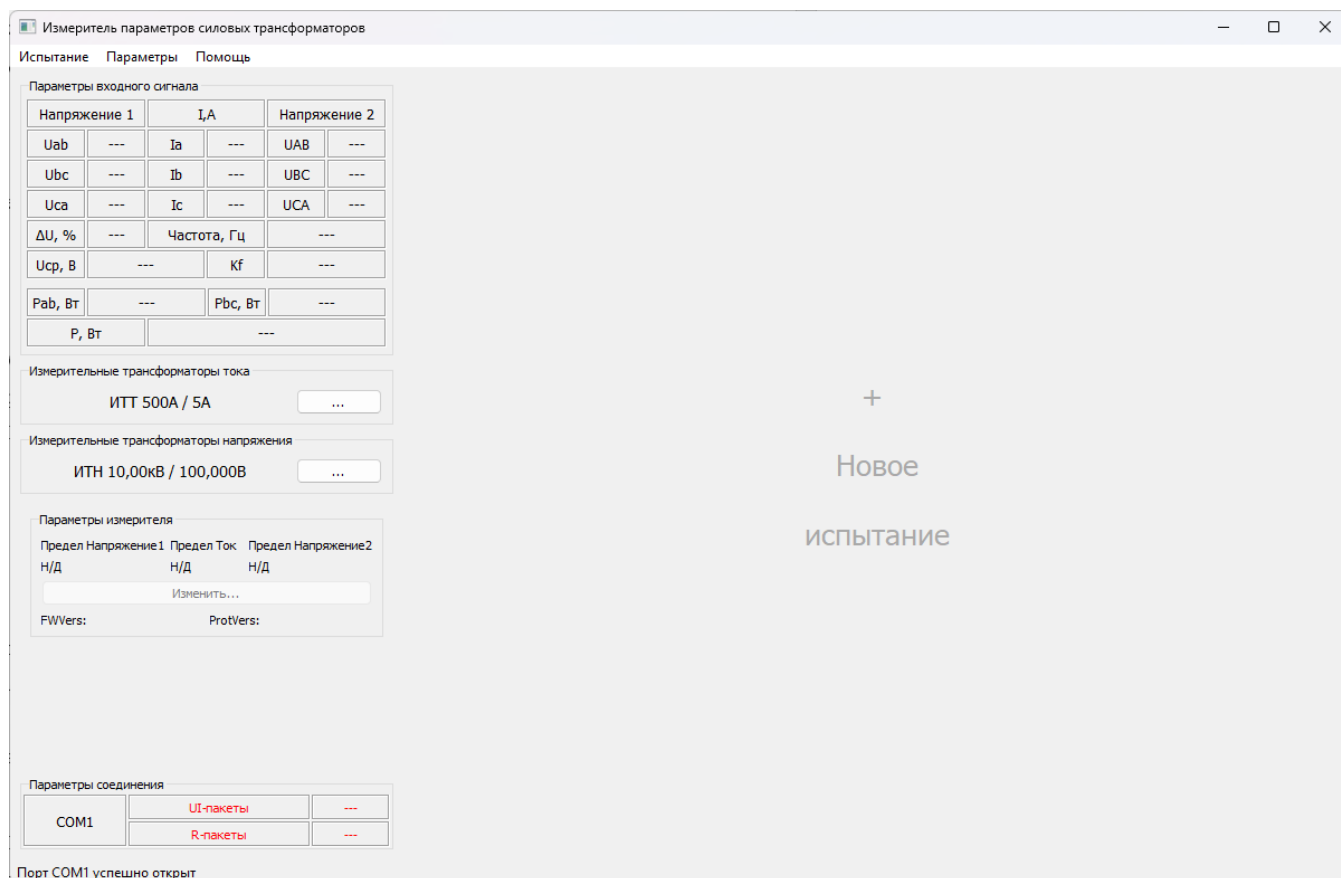 Измеритель параметров силовых трансформаторов
Испытание Параметры Помощь
Параметры входного сигнала
Напряжение 1 I,A Напряжение 2
Uab --- Ia --- UAB ---
Ubc --- Ib --- UBC ---
Uca --- Ic --- UCA ---
ΔU, % --- Частота, Гц ---
Uср, В --- Kf ---
Pab, Вт --- Pbc, Вт ---
P, Вт ---
Измерительные трансформаторы тока
ИТТ 500А / 5А ...
Измерительные трансформаторы напряжения
ИТН 10,00кВ / 100,000В ...
Параметры измерителя
Предел Напряжение1 Предел Ток Предел Напряжение2
Н/Д Н/Д Н/Д
Изменить...
FWVers: ProtVers:
+
Новое
испытание
Параметры соединения
COM1 UI-пакеты ---
R-пакеты ---
Порт COM1 успешно открыт